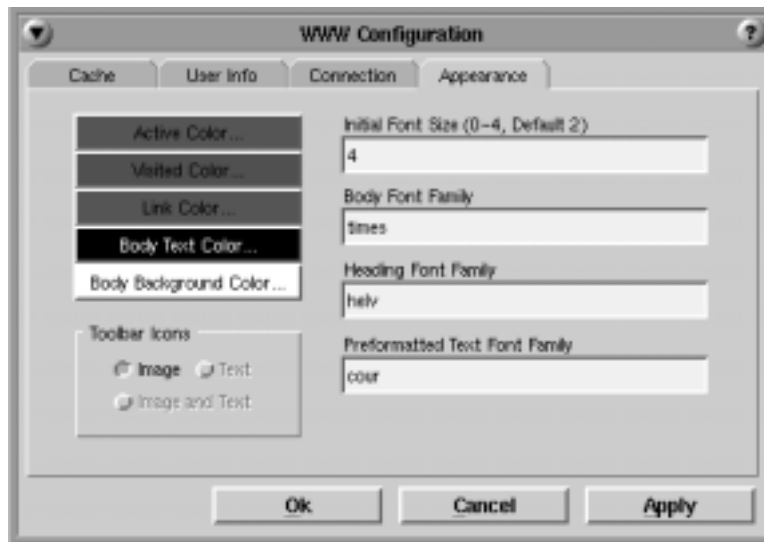 WWW Configuration ?
Cache User Info Connection Appearance
Active Color...
Visited Color...
Link Color...
Body Text Color...
Body Background Color...
Toolbar Icons
Image Text
Image and Text
Initial Font Size (0-4, Default 2)
4
Body Font Family
times
Heading Font Family
helv
Preformatted Text Font Family
cour
Ok Cancel Apply